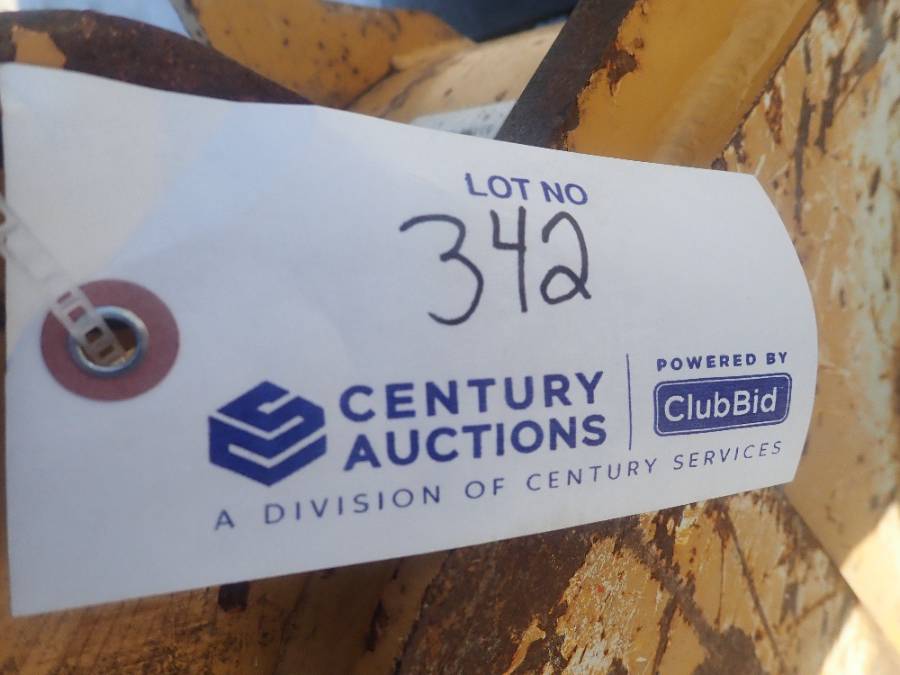 LOT NO
342
CENTURY
AUCTIONS
POWERED BY
ClubBid
A DIVISION OF CENTURY SERVICES